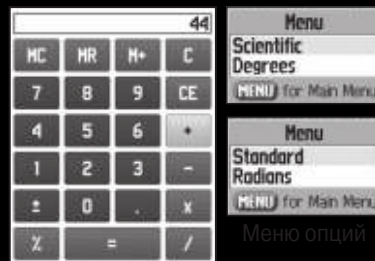 44
MC MR M+ C
7 8 9 CE
4 5 6 +
1 2 3 -
± 0 . x
% = /
Menu
Scientific
Degrees
MENU for Main Menu
Menu
Standard
Radians
MENU for Main Menu
Меню опций